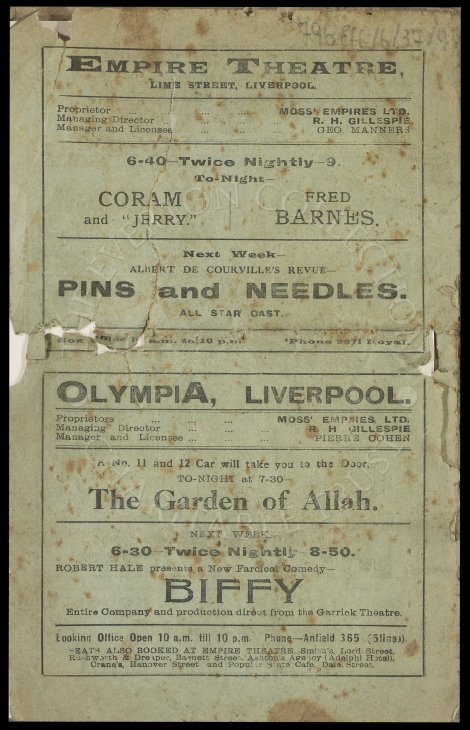 EMPIRE THEATRE,
LIME STREET, LIVERPOOL.
Proprietor ... ... ... MOSS' EMPIRES LTD.
Managing Director ... ... R. H. GILLESPIE
Manager and Licensee ... ... GEO. MANNERS
6-40—Twice Nightly—9.
To-Night—
CORAM and "JERRY."
FRED BARNES.
Next Week—
ALBERT DE COURVILLE'S REVUE—
PINS and NEEDLES.
ALL STAR CAST.
Box a.m. to 10 p.m. 'Phone 2671 Royal.
OLYMPIA, LIVERPOOL.
Proprietors ... ... ... MOSS' EMPIRES, LTD.
Managing Director ... ... R. H GILLESPIE
Manager and Licensee ... ... PIERRE COHEN
A No. 11 and 12 Car will take you to the Door.
TO-NIGHT at 7-30
The Garden of Allah.
NEXT WEEK
6-30—Twice Nightly 8-50.
ROBERT HALE presents a New Farcical Comedy—
BIFFY
Entire Company and production direct from the Garrick Theatre.
Booking Office Open 10 a.m. till 10 p.m. Phone—Anfield 365 (5 lines)
SEATS ALSO BOOKED AT EMPIRE THEATRE, Smith's, Lord Street,
Rushworth & Dreaper, Basnett Street, Ashton's Agency (Adelphi Hotel),
Crane's, Hanover Street and Popular State Cafe, Dale Street.